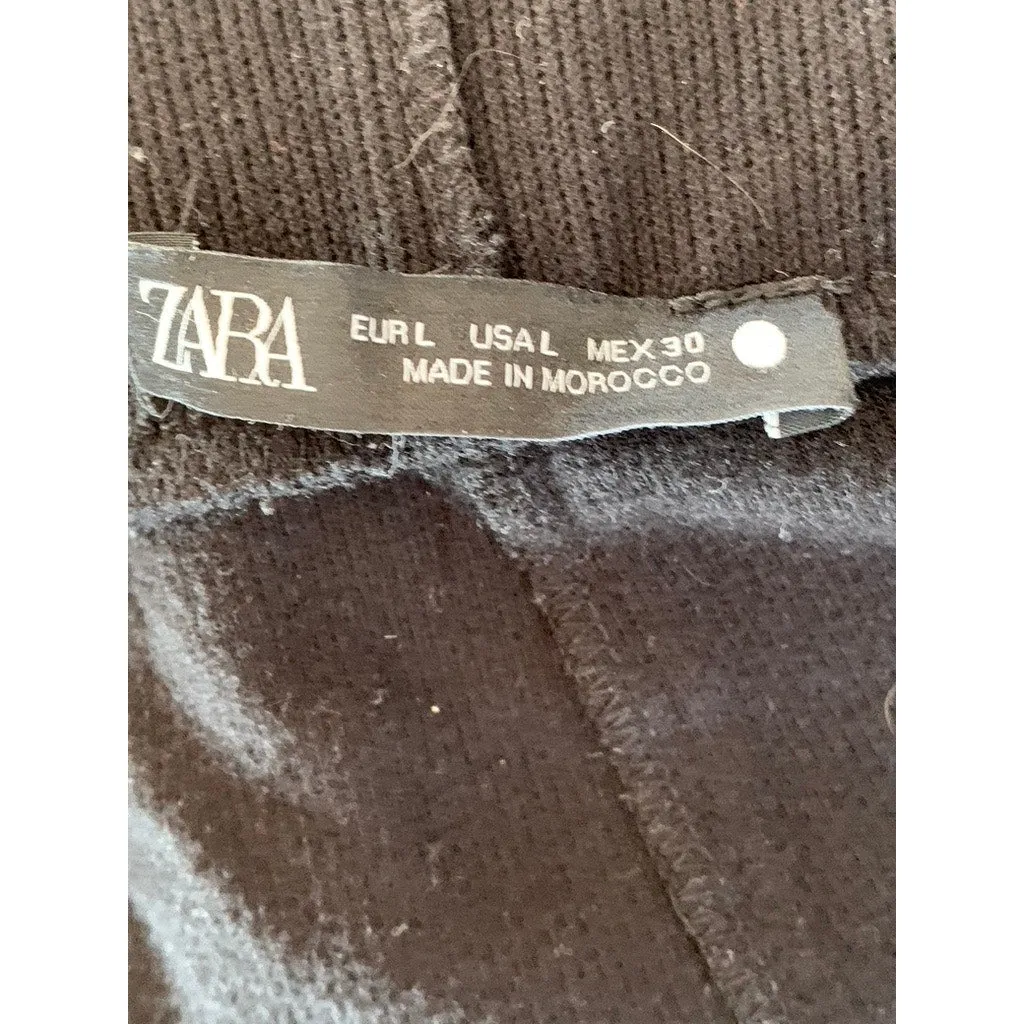 ZARA
EUR L USA L MEX 30
MADE IN MOROCCO